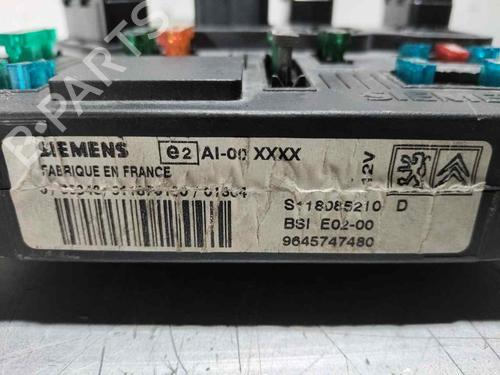 SIEMENS
SIEMENS e2 AI-00 XXXX
FABRIQUE EN FRANCE
12V
S118085210 D
BSI E02-00
9645747480
B-PARTS